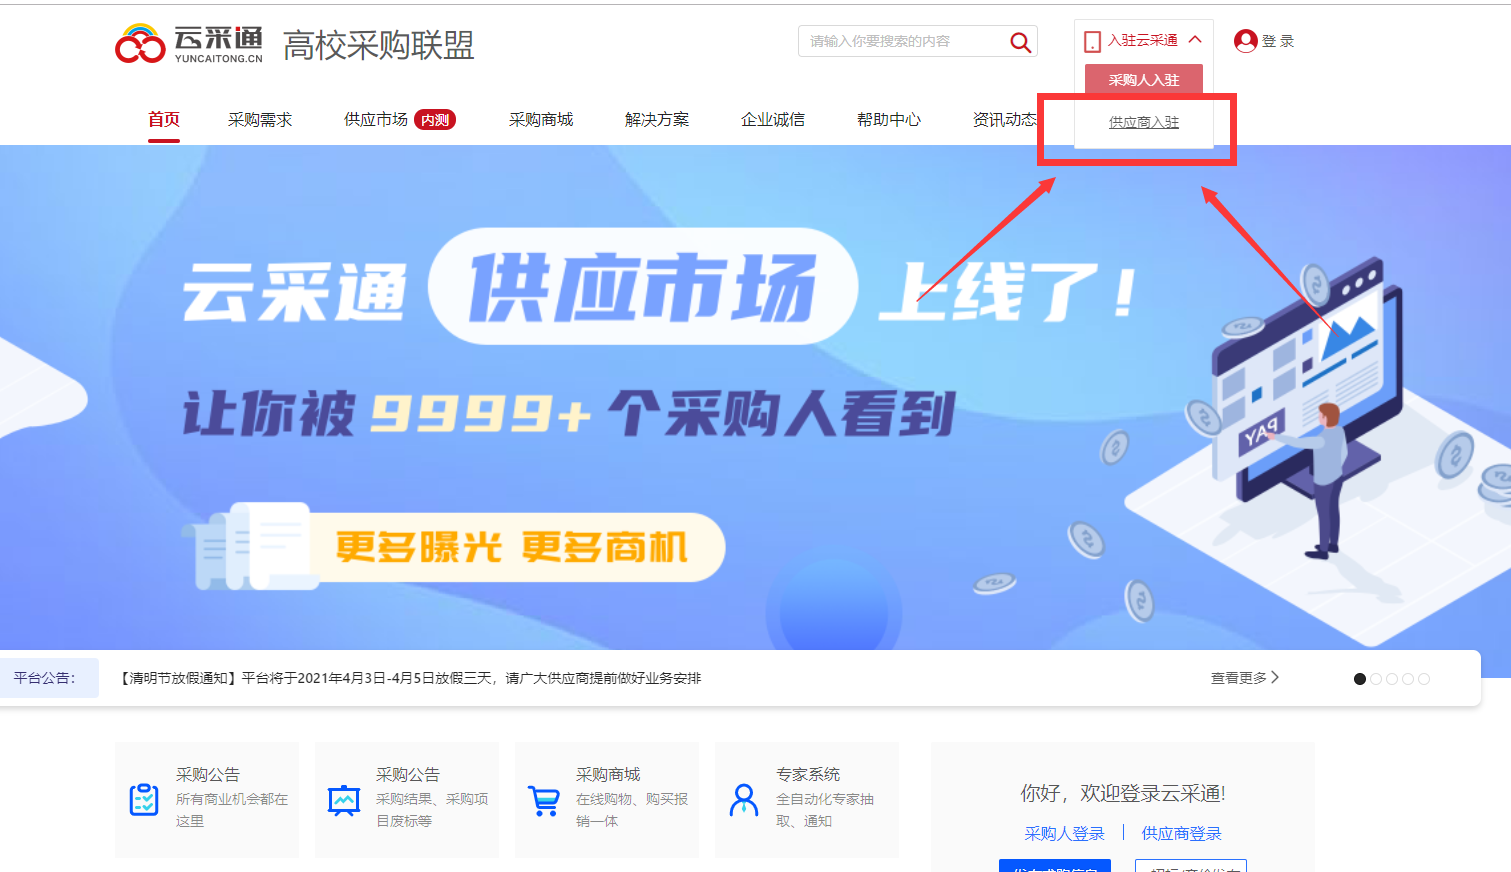 云采通
YUNCAITONG.CN
高校采购联盟
请输入你要搜索的内容
入驻云采通
登 录
采购人入驻
供应商入驻
首页
采购需求
供应市场 内测
采购商城
解决方案
企业诚信
帮助中心
资讯动态
云采通 供应市场 上线了！
让你被 9999+ 个采购人看到
更多曝光 更多商机
PAY
平台公告：
【清明节放假通知】平台将于2021年4月3日-4月5日放假三天，请广大供应商提前做好业务安排
查看更多
采购公告
所有商业机会都在
这里
采购公告
采购结果、采购项
目废标等
采购商城
在线购物、购买报
销一体
专家系统
全自动化专家抽
取、通知
你好，欢迎登录云采通!
采购人登录
供应商登录